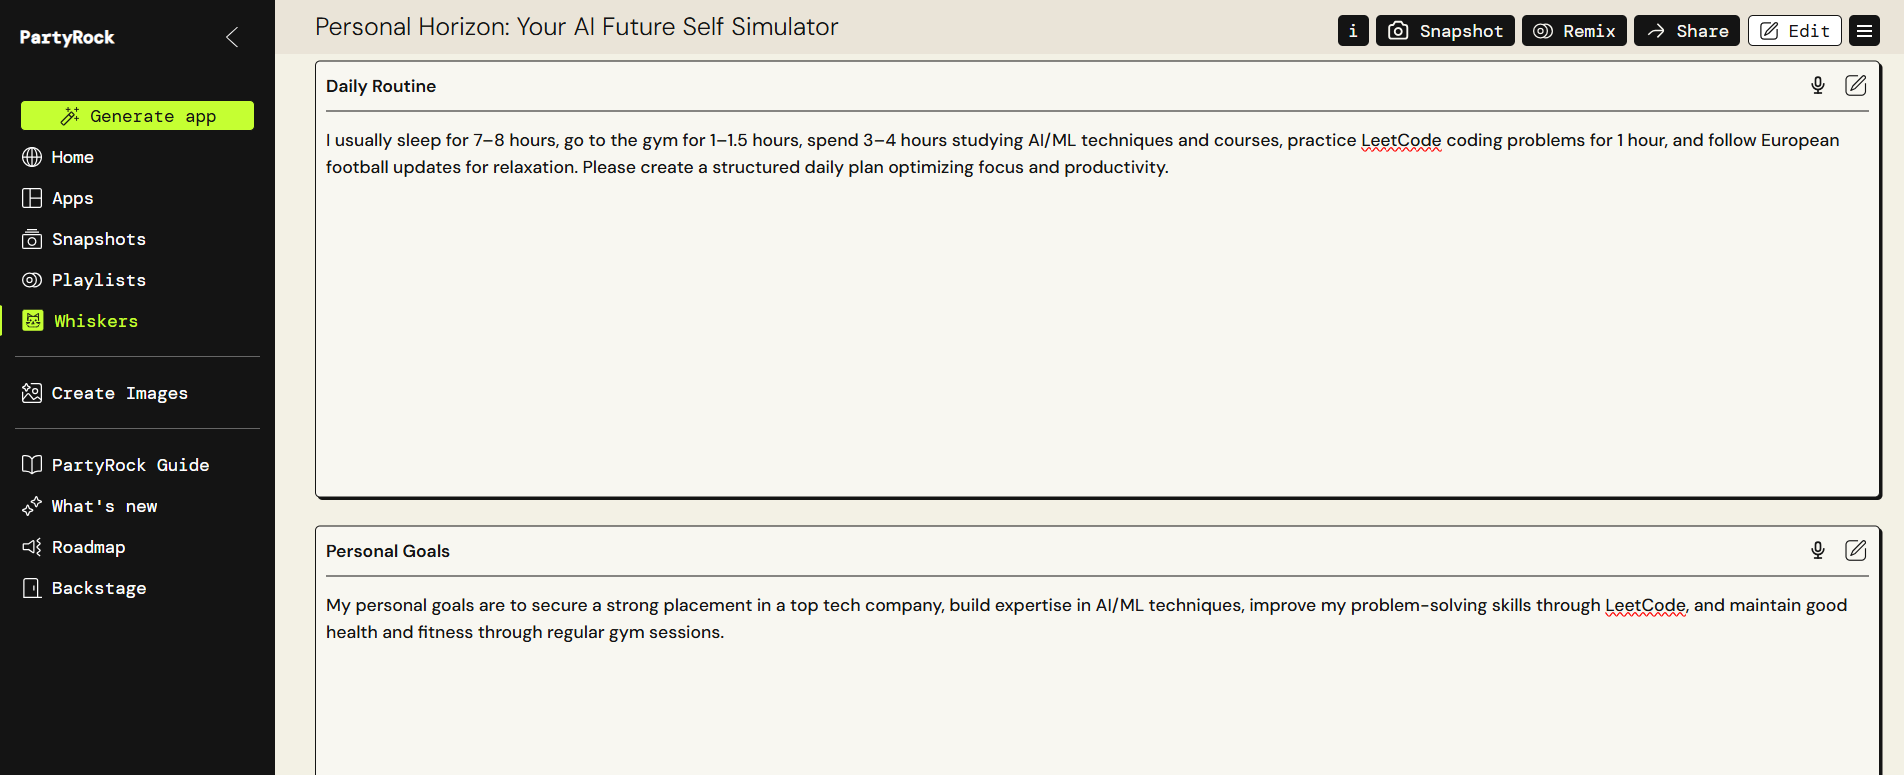 PartyRock
Generate app
Home
Apps
Snapshots
Playlists
Whiskers
Create Images
PartyRock Guide
What's new
Roadmap
Backstage
Personal Horizon: Your AI Future Self Simulator
i
Snapshot
Remix
Share
Edit
Daily Routine
I usually sleep for 7–8 hours, go to the gym for 1–1.5 hours, spend 3–4 hours studying AI/ML techniques and courses, practice LeetCode coding problems for 1 hour, and follow European
football updates for relaxation. Please create a structured daily plan optimizing focus and productivity.
Personal Goals
My personal goals are to secure a strong placement in a top tech company, build expertise in AI/ML techniques, improve my problem-solving skills through LeetCode, and maintain good
health and fitness through regular gym sessions.